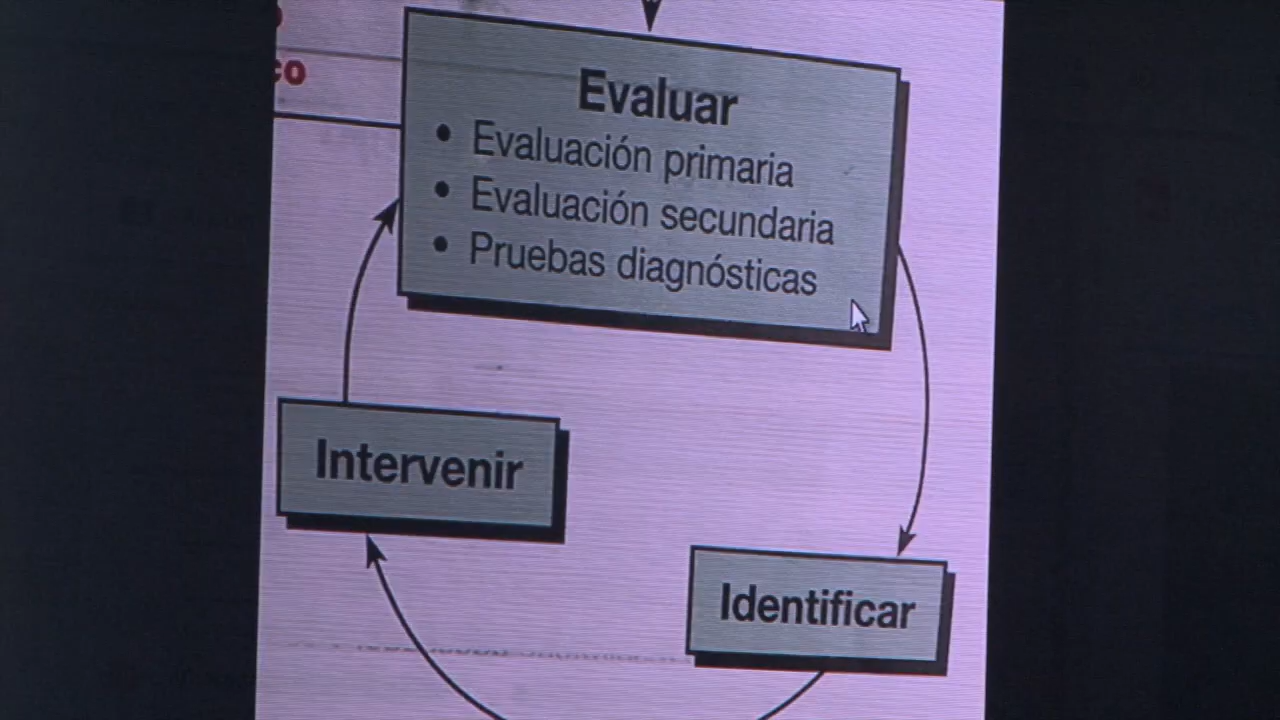 Evaluar
• Evaluación primaria
• Evaluación secundaria
• Pruebas diagnósticas
Intervenir
Identificar